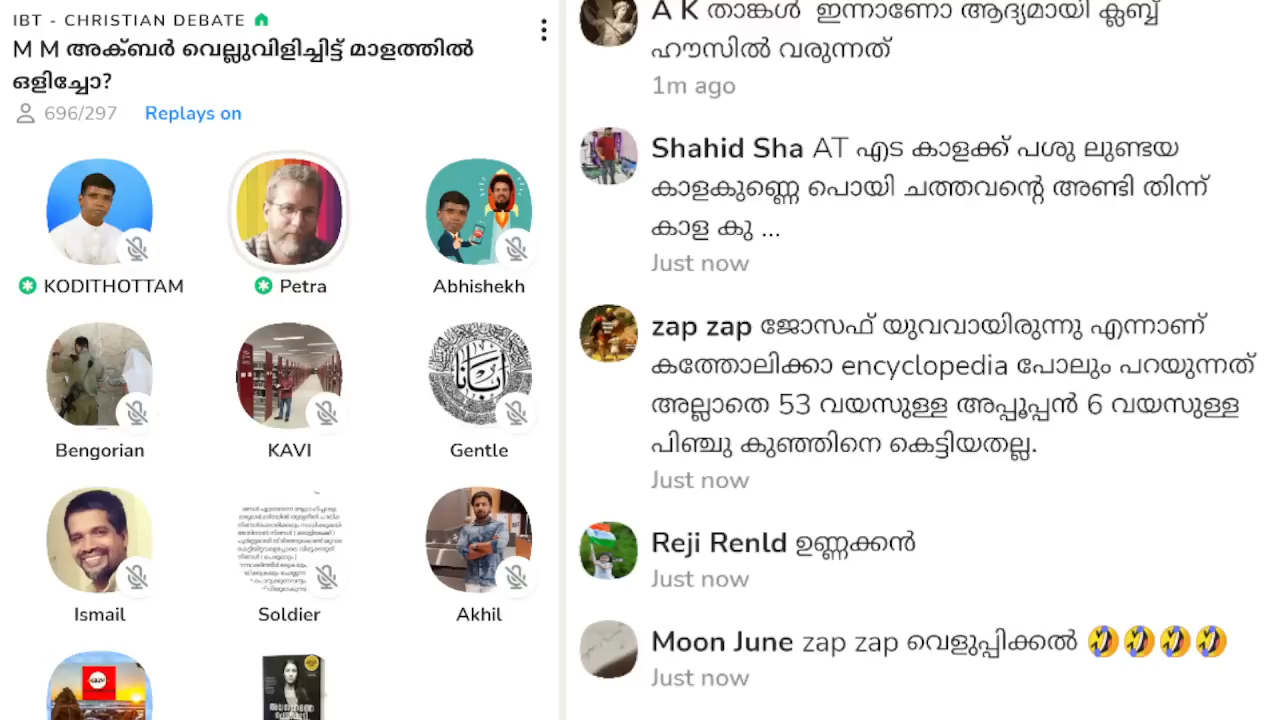 IBT - CHRISTIAN DEBATE
M M അക്ബർ വെല്ലുവിളിച്ചിട്ട് മാളത്തിൽ
ഒളിച്ചോ?
696/297 Replays on
KODITHOTTAM
Petra
Abhishekh
Bengorian
KAVI
Gentle
Ismail
Soldier
Akhil
A K താങ്കൾ ഇന്നാണോ ആദ്യമായി ക്ലബ്ബ്
ഹൗസിൽ വരുന്നത്
1m ago
Shahid Sha AT എട കാളക്ക് പശു ലുണ്ടയ
കാളകുണ്ണെ പൊയി ചത്തവന്റെ അണ്ടി തിന്ന്
കാള കു ...
Just now
zap zap ജോസഫ് യുവവായിരുന്നു എന്നാണ്
കത്തോലിക്കാ encyclopedia പോലും പറയുന്നത്
അല്ലാതെ 53 വയസുള്ള അപ്പൂപ്പൻ 6 വയസുള്ള
പിഞ്ചു കുഞ്ഞിനെ കെട്ടിയതല്ല.
Just now
Reji Renld ഉണ്ണക്കൻ
Just now
Moon June zap zap വെളുപ്പിക്കൽ 🤣🤣🤣🤣
Just now